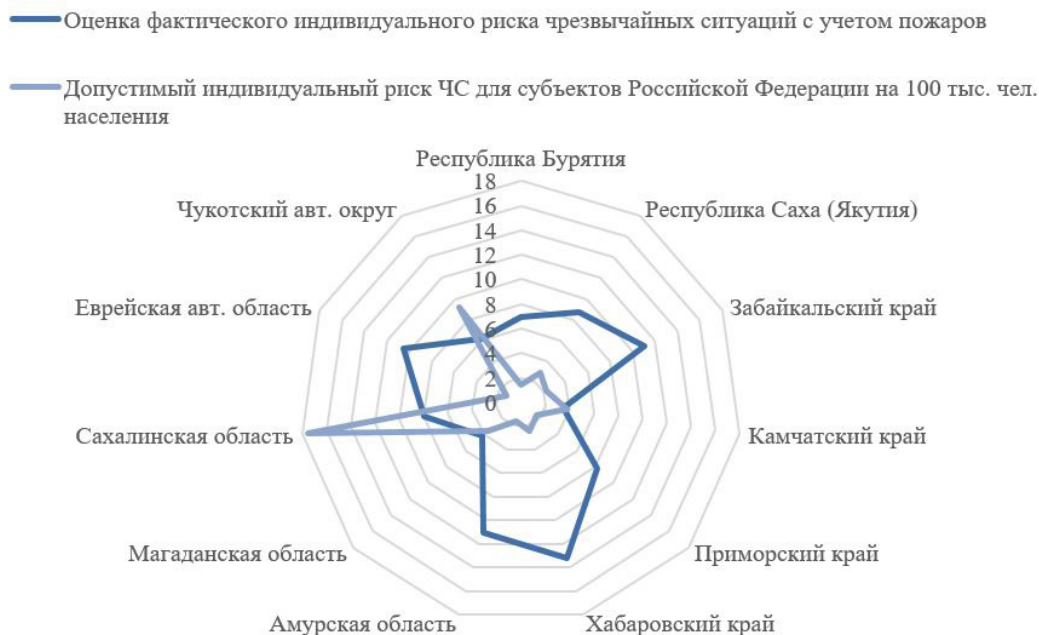 Оценка фактического индивидуального риска чрезвычайных ситуаций с учетом пожаров
Допустимый индивидуальный риск ЧС для субъектов Российской Федерации на 100 тыс. чел.
населения
Республика Бурятия
18
16
14
12
10
8
6
4
2
0
Республика Саха (Якутия)
Забайкальский край
Камчатский край
Приморский край
Хабаровский край
Амурская область
Магаданская область
Сахалинская область
Еврейская авт. область
Чукотский авт. округ